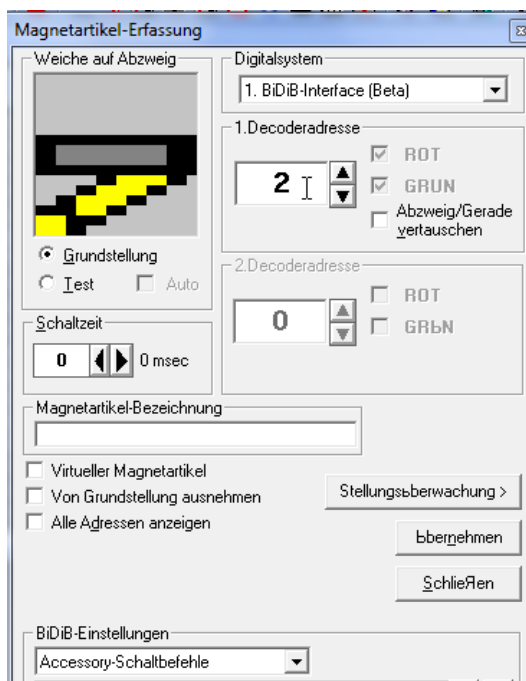 Magnetartikel-Erfassung
Weiche auf Abzweig
Grundstellung
Test
Auto
Schaltzeit
0
0 msec
Digitalsystem
1. BiDiB-Interface (Beta)
1.Decoderadresse
2
ROT
GRUN
Abzweig/Gerade
vertauschen
2.Decoderadresse
0
ROT
GRЬN
Magnetartikel-Bezeichnung
Virtueller Magnetartikel
Von Grundstellung ausnehmen
Alle Adressen anzeigen
Stellungsьberwachung >
Ьbernehmen
SchlieЯen
BiDiB-Einstellungen
Accessory-Schaltbefehle